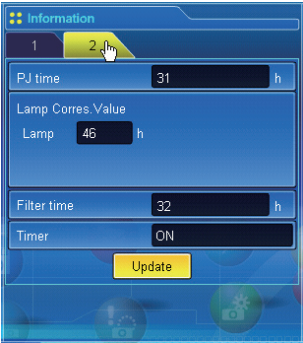 Information
1 2
PJ time 31 h
Lamp Corres.Value
Lamp 46 h
Filter time 32 h
Timer ON
Update